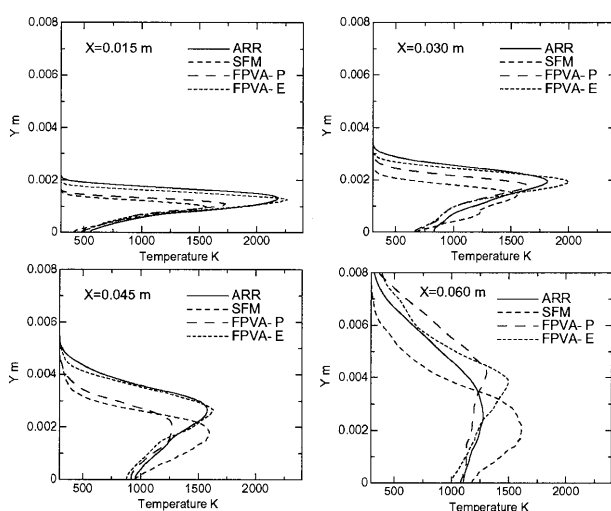 0.008
X=0.015 m
ARR
SFM
FPVA- P
FPVA- E
0.006
Y m
0.004
0.002
0
500
1000
1500
2000
Temperature K
0.008
X=0.030 m
ARR
SFM
FPVA- P
FPVA- E
0.006
Y m
0.004
0.002
0
500
1000
1500
2000
Temperature K
0.008
X=0.045 m
ARR
SFM
FPVA- P
FPVA- E
0.006
Y m
0.004
0.002
0
500
1000
1500
2000
Temperature K
0.008
X=0.060 m
ARR
SFM
FPVA- P
FPVA- E
0.006
Y m
0.004
0.002
0
500
1000
1500
2000
Temperature K